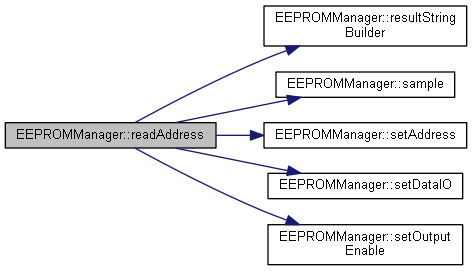 EEPROMManager::resultString
Builder
EEPROMManager::sample
EEPROMManager::readAddress
EEPROMManager::setAddress
EEPROMManager::setDataIO
EEPROMManager::setOutput
Enable